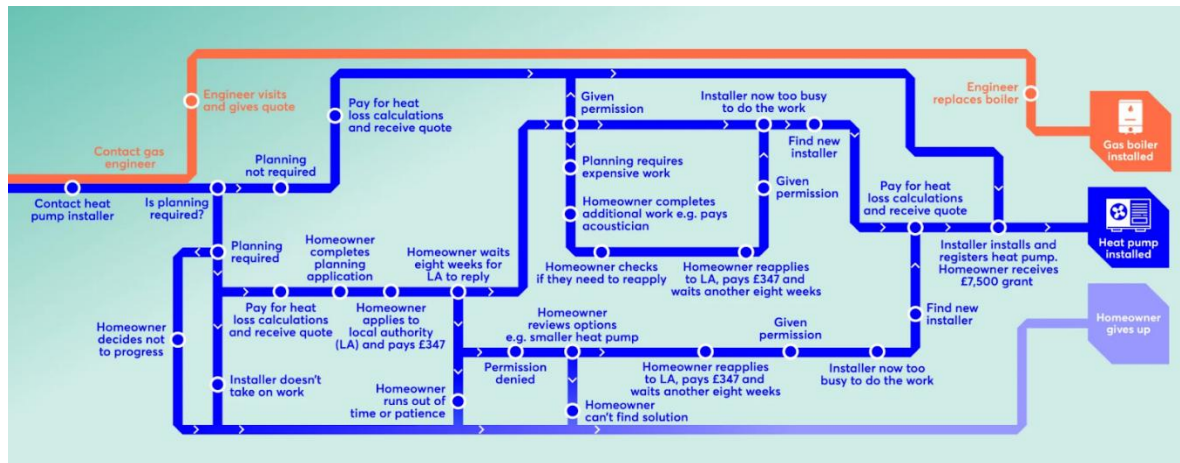 Engineer visits
and gives quote
Contact gas
engineer
Engineer
replaces boiler
Gas boiler
installed
Contact heat
pump installer
Is planning
required?
Planning
not required
Pay for heat
loss calculations
and receive quote
Given
permission
Installer now too busy
to do the work
Find new
installer
Planning requires
expensive work
Homeowner completes
additional work e.g. pays
acoustician
Homeowner checks
if they need to reapply
Homeowner reapplies
to LA, pays £347 and
waits another eight weeks
Given
permission
Pay for heat
loss calculations
and receive quote
Installer installs and
registers heat pump.
Homeowner receives
£7,500 grant
Heat pump
installed
Planning
required
Homeowner
decides not
to progress
Installer doesn't
take on work
Pay for heat
loss calculations
and receive quote
Homeowner
completes
planning
application
Homeowner
applies to
local authority
(LA) and pays £347
Homeowner waits
eight weeks for
LA to reply
Homeowner
runs out of
time or patience
Permission
denied
Homeowner
reviews options
e.g. smaller heat pump
Homeowner
can't find solution
Homeowner reapplies
to LA, pays £347 and
waits another eight weeks
Given
permission
Installer now too
busy to do the work
Find new
installer
Homeowner
gives up